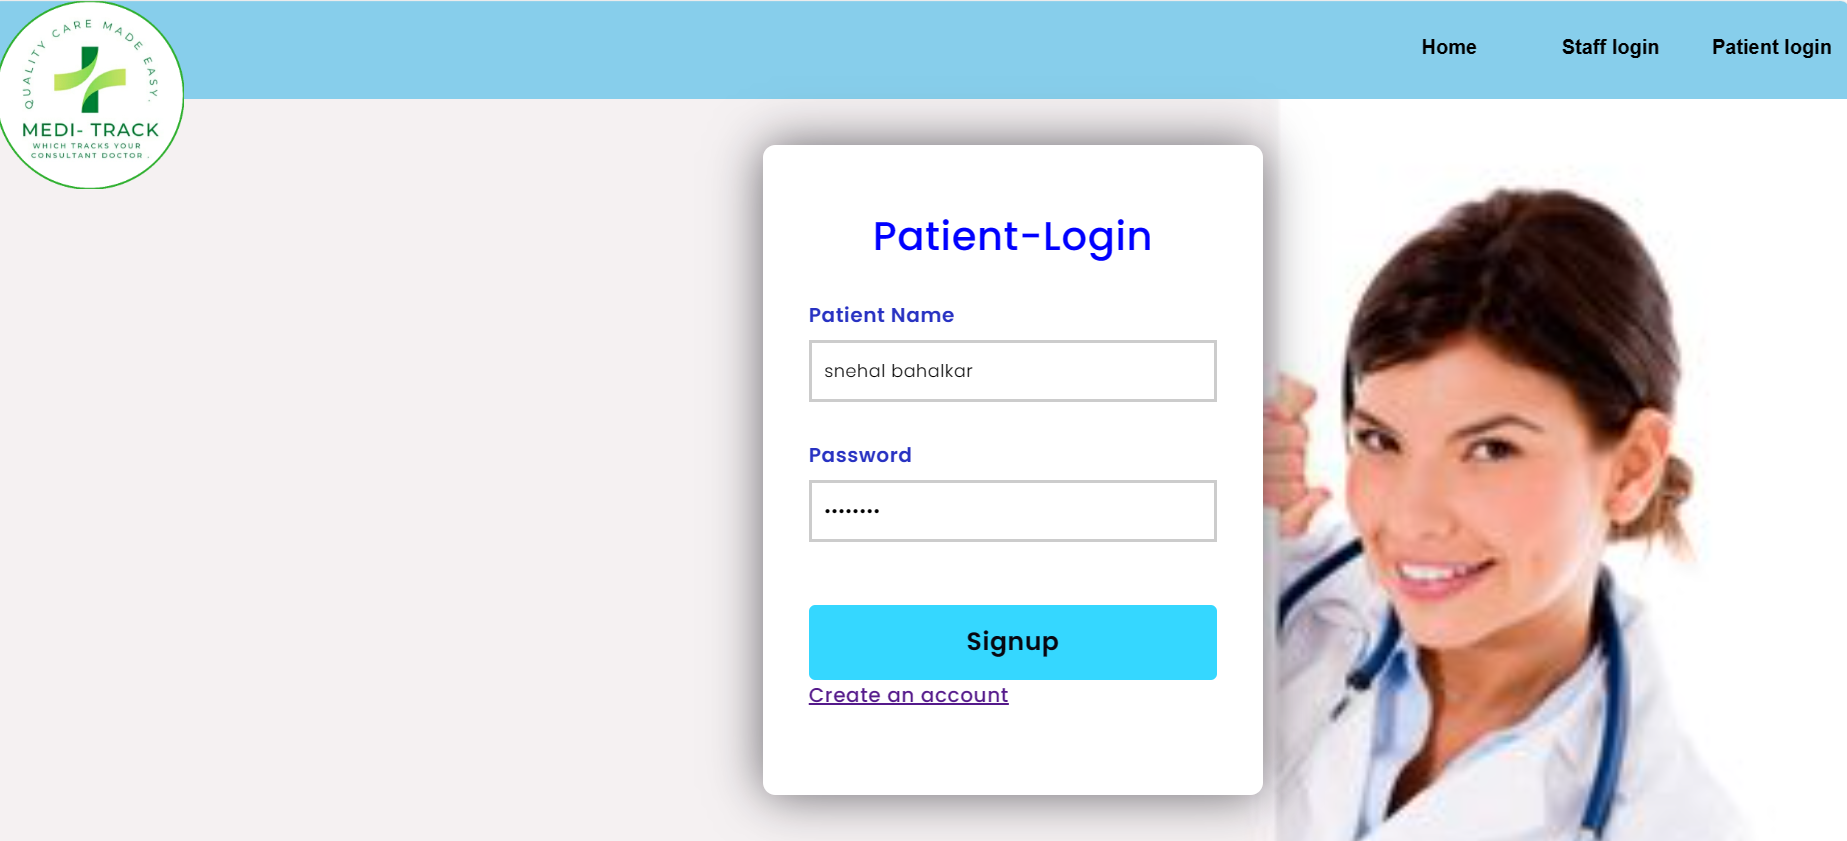 QUALITY CARE MADE EASY.
MEDI- TRACK
WHICH TRACKS YOUR
CONSULTANT DOCTOR .
Home
Staff login
Patient login
Patient-Login
Patient Name
snehal bahalkar
Password
••••••••
Signup
Create an account